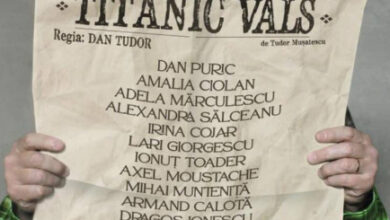 TITANIC VALS
Regia: DAN TUDOR
de Tudor Mușatescu
DAN PURIC
AMALIA CIOLAN
ADELA MĂRCULESCU
ALEXANDRA SĂLCEANU
IRINA COJAR
LARI GIORGESCU
IONUȚ TOADER
AXEL MOUSTACHE
MIHAI MUNTENIȚĂ
ARMAND CALOTĂ
DRAGOȘ IONESCU